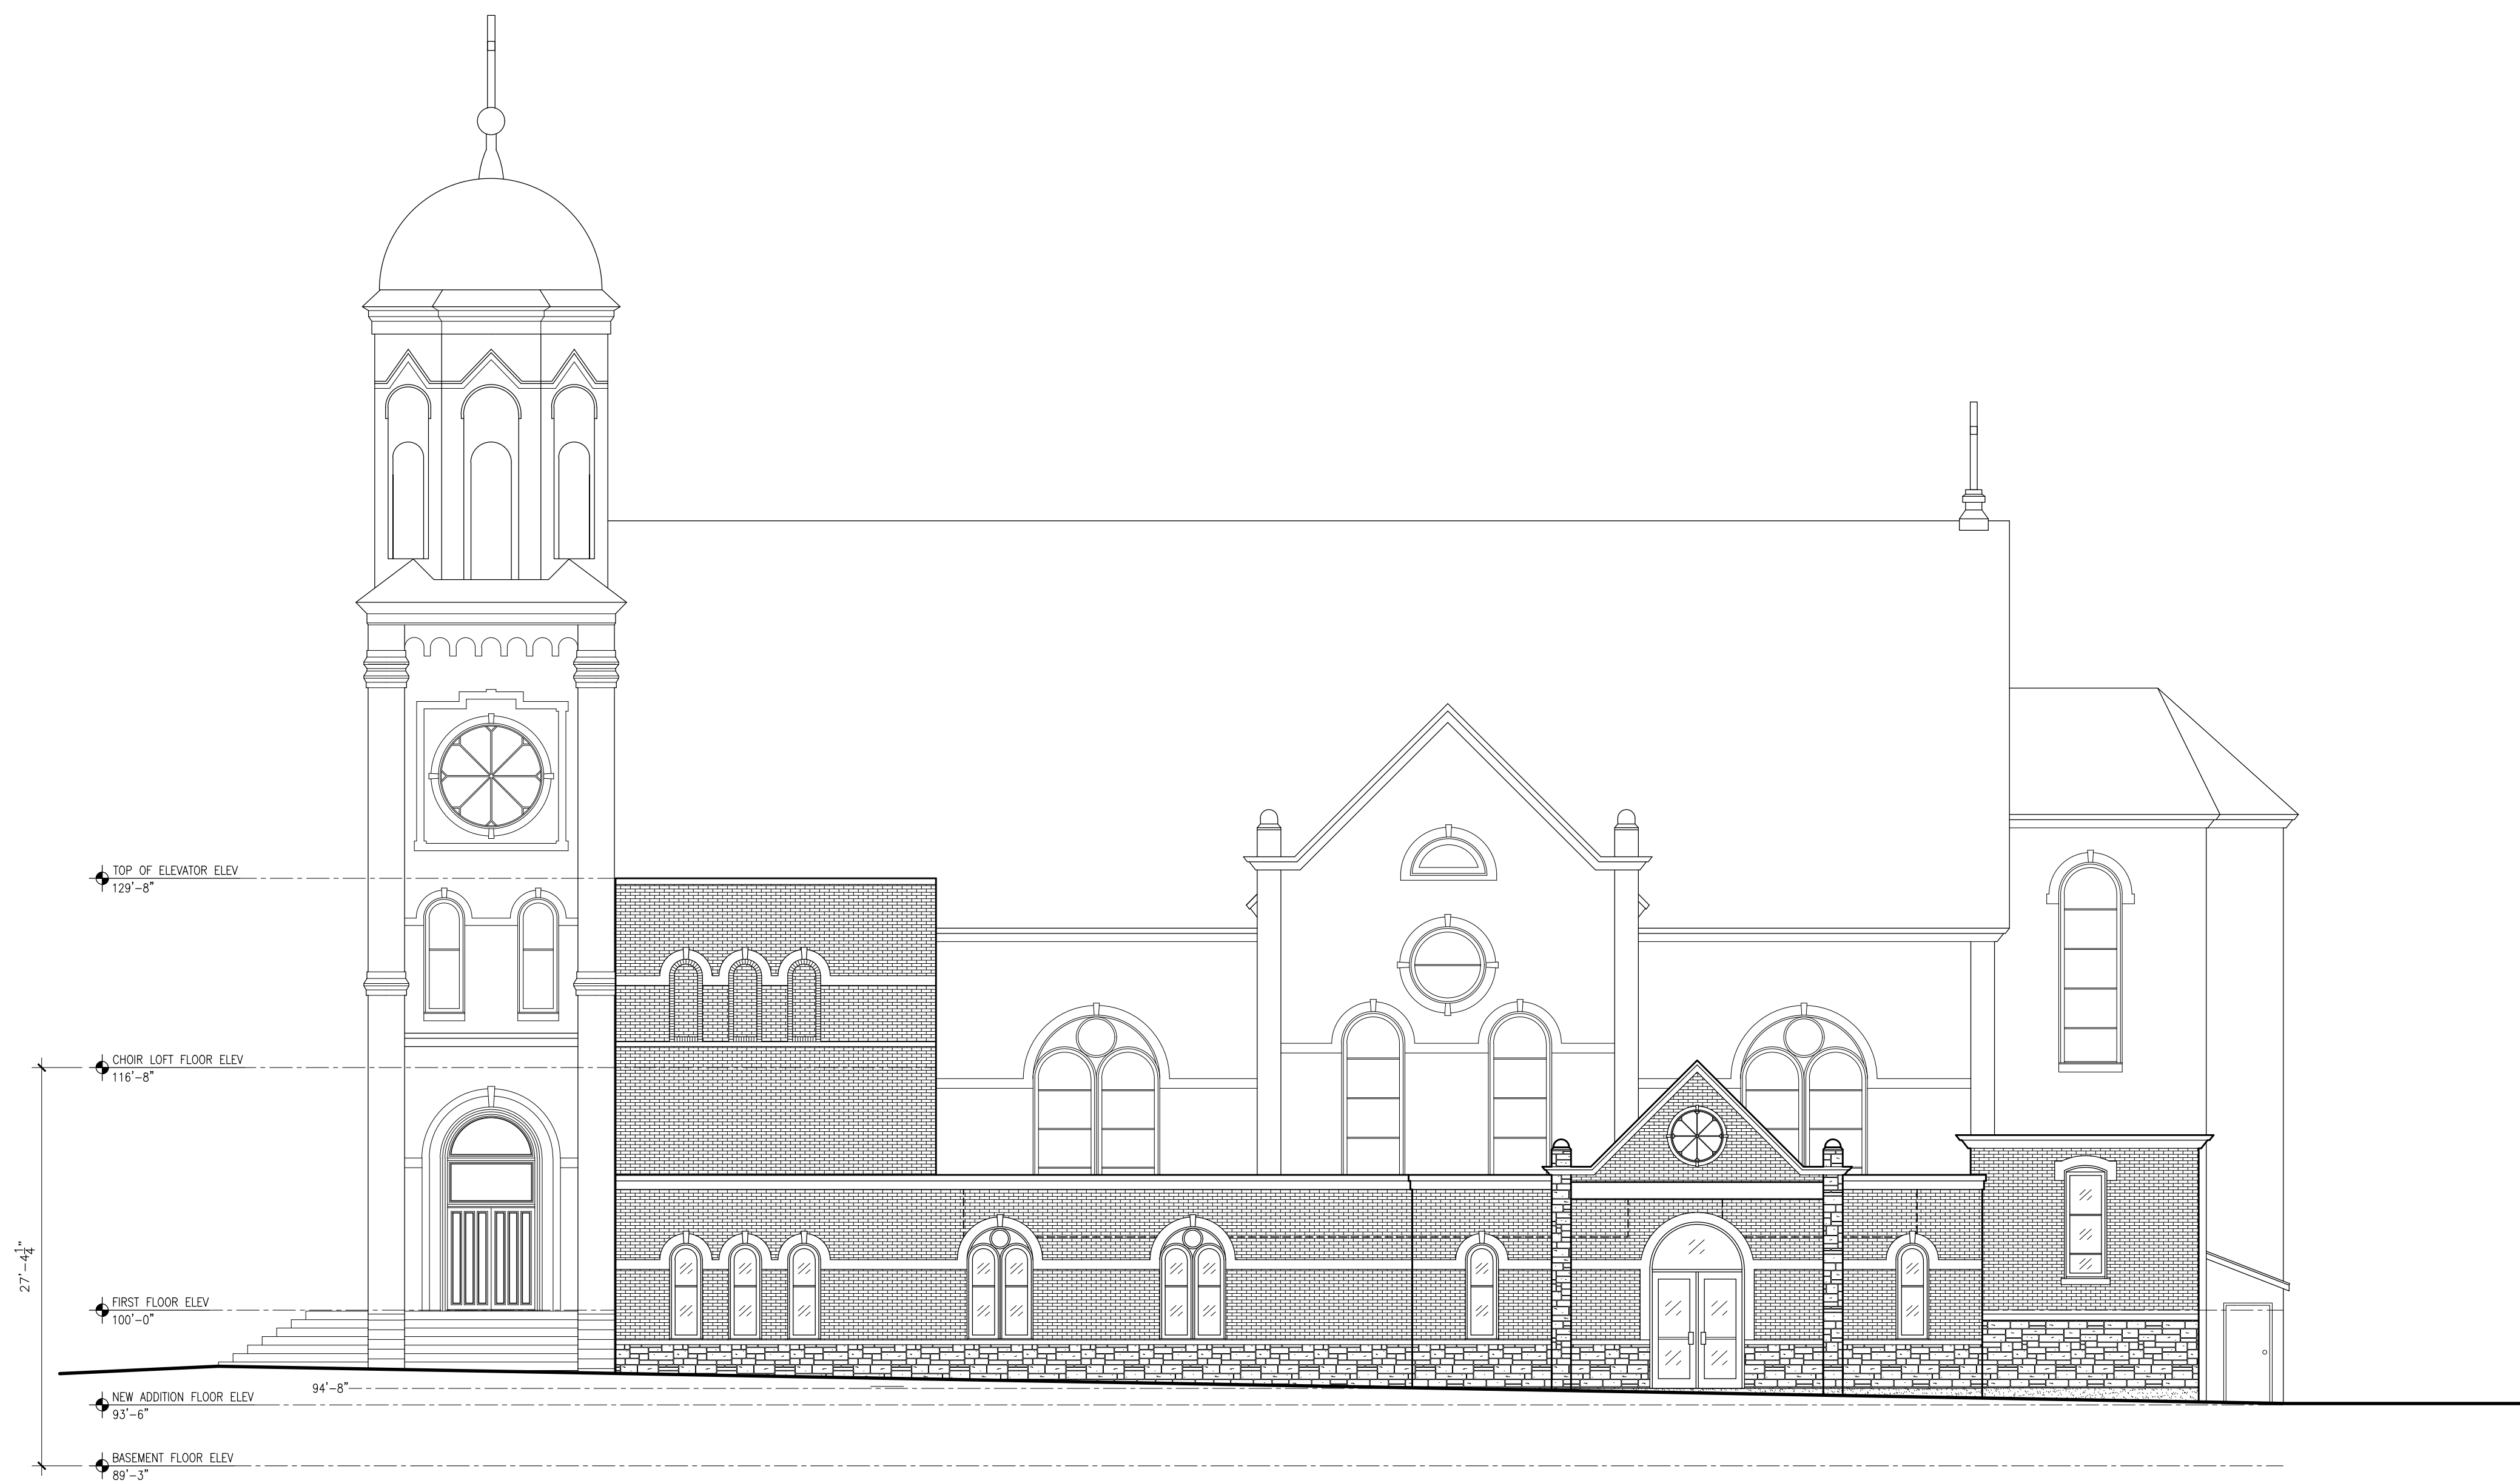 TOP OF ELEVATOR ELEV
129'-8"
CHOIR LOFT FLOOR ELEV
116'-8"
27'-4¼"
FIRST FLOOR ELEV
100'-0"
94'-8"
NEW ADDITION FLOOR ELEV
93'-6"
BASEMENT FLOOR ELEV
89'-3"